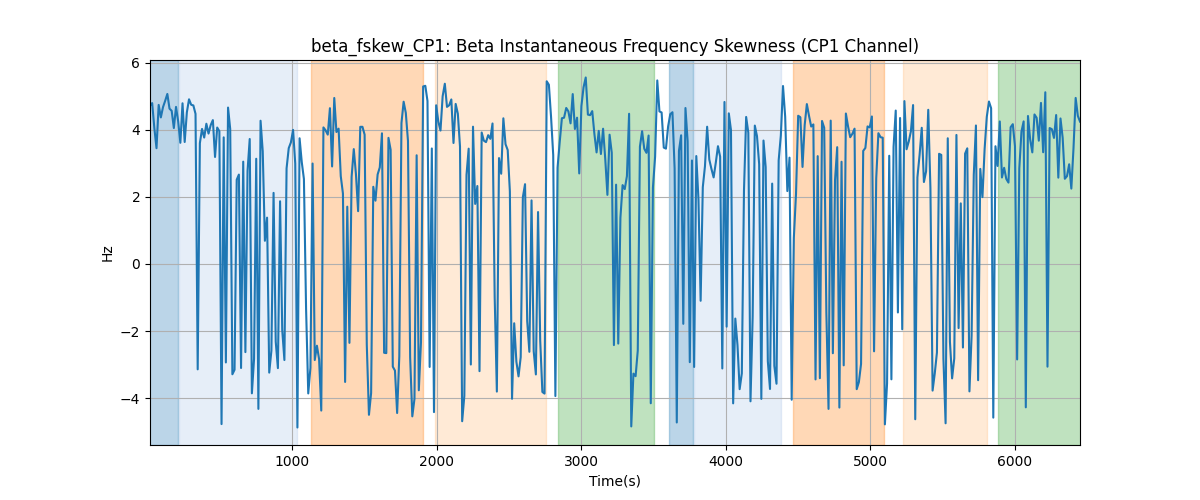 beta_fskew_CP1: Beta Instantaneous Frequency Skewness (CP1 Channel)
6
4
2
0
−2
−4
Hz
1000 2000 3000 4000 5000 6000
Time(s)